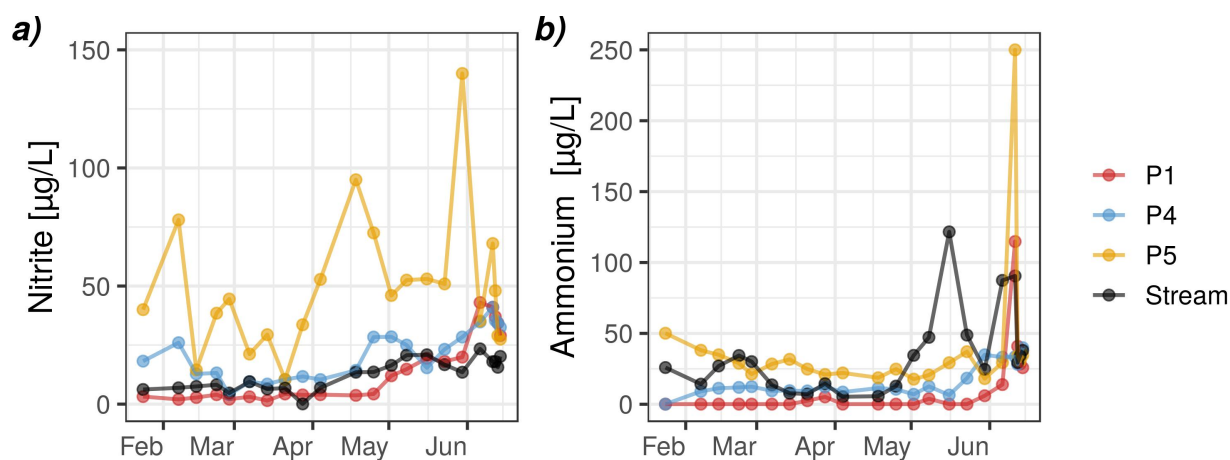 a)
Nitrite [µg/L]
150
100
50
0
Feb Mar Apr May Jun
b)
Ammonium [µg/L]
250
200
150
100
50
0
Feb Mar Apr May Jun
P1
P4
P5
Stream